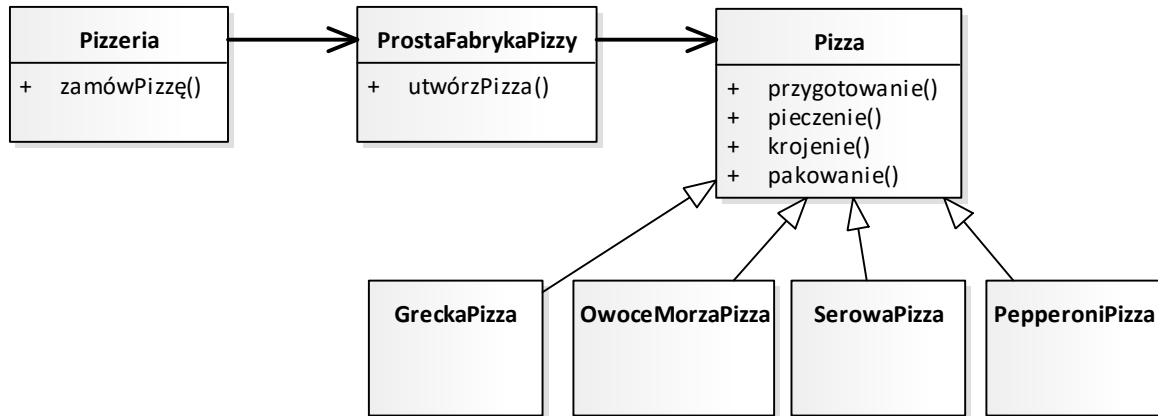 Pizzeria
+ zamówPizzę()
ProstaFabrykaPizzy
+ utwórzPizza()
Pizza
+ przygotowanie()
+ pieczenie()
+ krojenie()
+ pakowanie()
GreckaPizza
OwoceMorzaPizza
SerowaPizza
PepperoniPizza